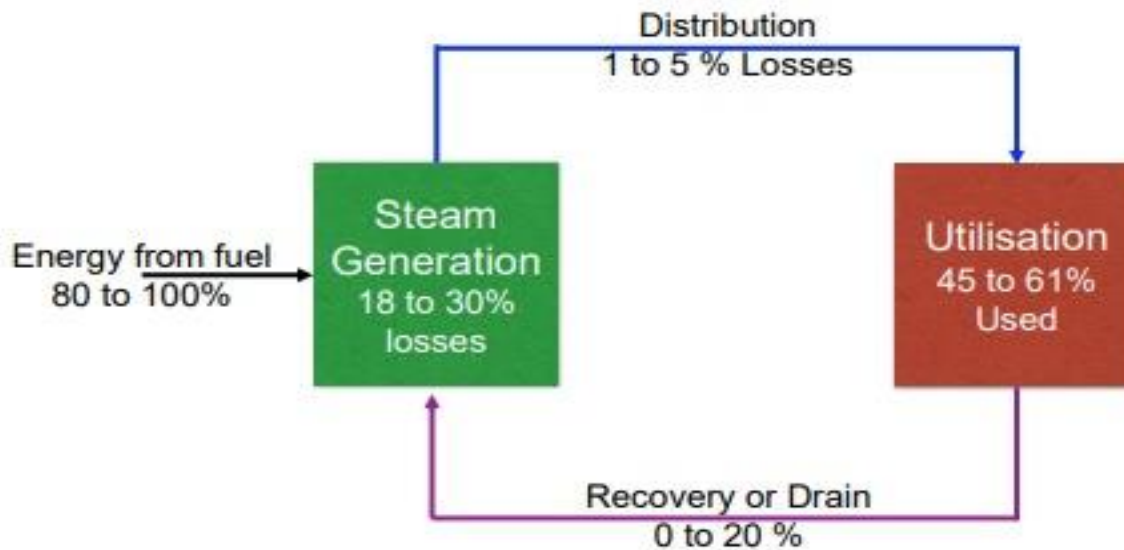 Distribution
1 to 5 % Losses
Steam
Generation
18 to 30%
losses
Utilisation
45 to 61%
Used
Energy from fuel
80 to 100%
Recovery or Drain
0 to 20 %